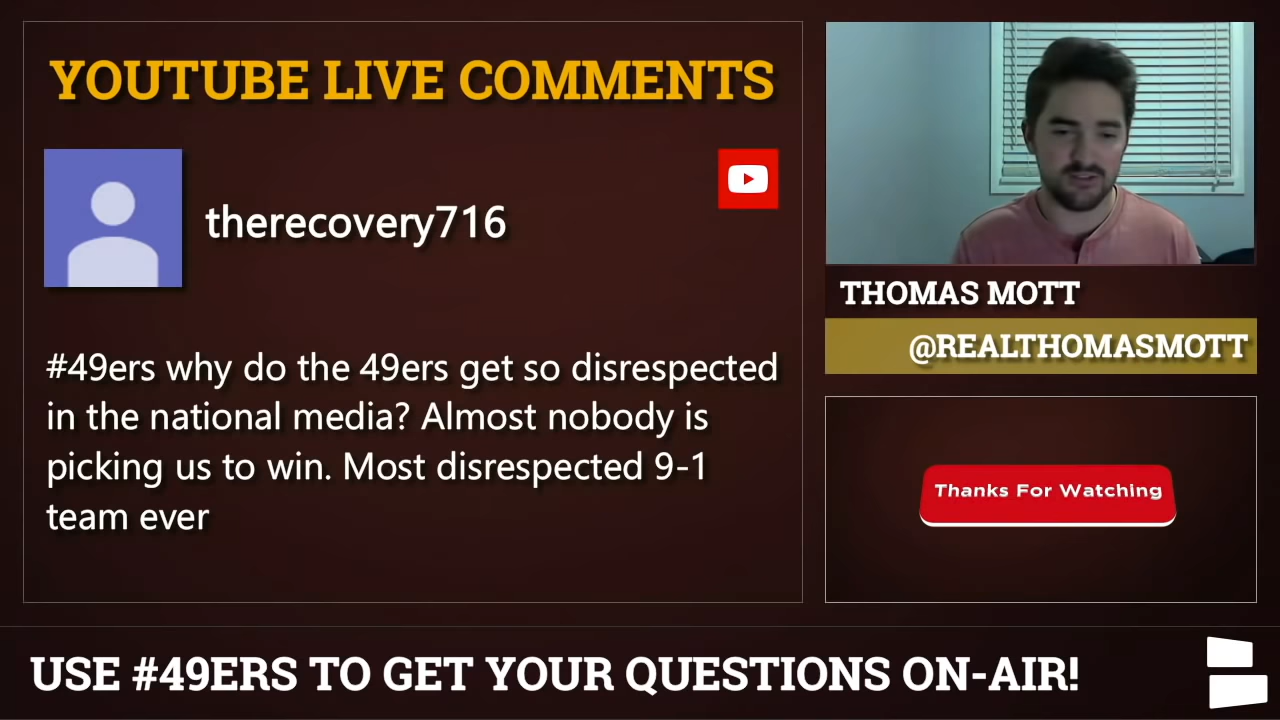 YOUTUBE LIVE COMMENTS
therecovery716
#49ers why do the 49ers get so disrespected
in the national media? Almost nobody is
picking us to win. Most disrespected 9-1
team ever
THOMAS MOTT
@REALTHOMASMOTT
Thanks For Watching
USE #49ERS TO GET YOUR QUESTIONS ON-AIR!